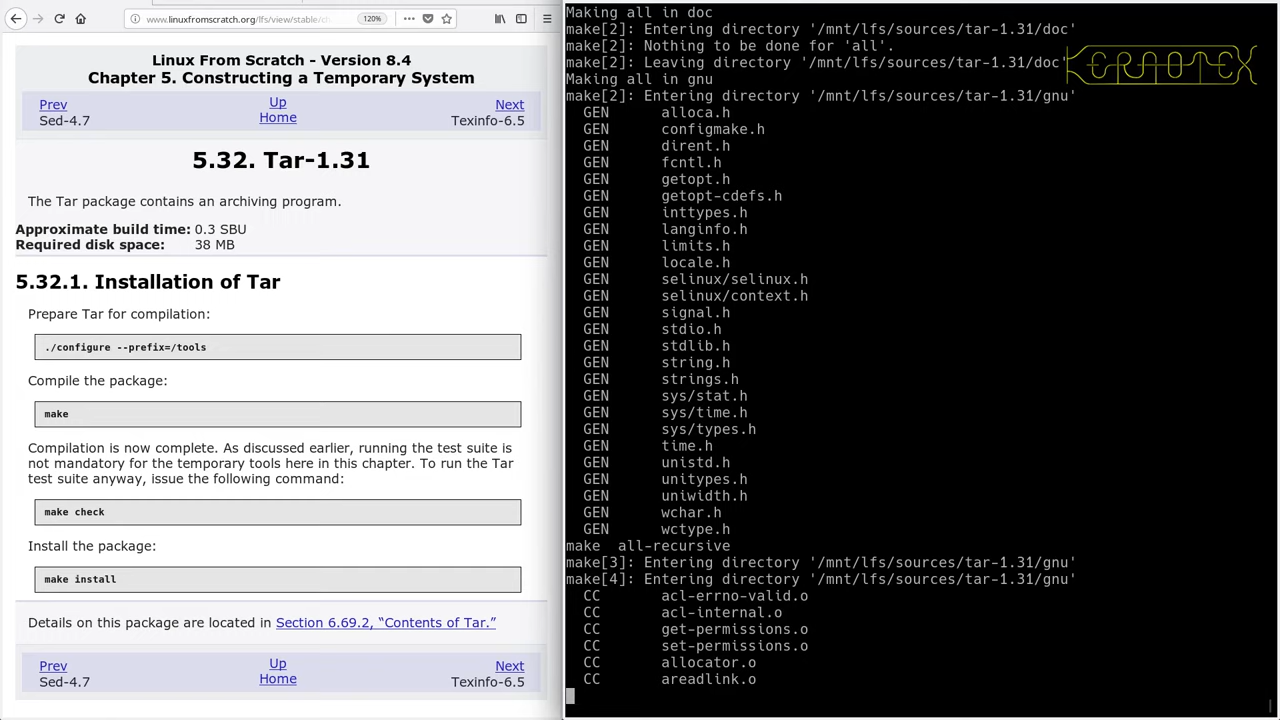 www.linuxfromscratch.org/lfs/view/stable/ch
120%
Linux From Scratch - Version 8.4
Chapter 5. Constructing a Temporary System
Prev
Up
Next
Sed-4.7
Home
Texinfo-6.5
5.32. Tar-1.31
The Tar package contains an archiving program.
Approximate build time: 0.3 SBU
Required disk space: 38 MB
5.32.1. Installation of Tar
Prepare Tar for compilation:
./configure --prefix=/tools
Compile the package:
make
Compilation is now complete. As discussed earlier, running the test suite is
not mandatory for the temporary tools here in this chapter. To run the Tar
test suite anyway, issue the following command:
make check
Install the package:
make install
Details on this package are located in Section 6.69.2, “Contents of Tar.”
Prev
Up
Next
Sed-4.7
Home
Texinfo-6.5
Making all in doc
make[2]: Entering directory '/mnt/lfs/sources/tar-1.31/doc'
make[2]: Nothing to be done for 'all'.
make[2]: Leaving directory '/mnt/lfs/sources/tar-1.31/doc'
Making all in gnu
make[2]: Entering directory '/mnt/lfs/sources/tar-1.31/gnu'
GEN alloca.h
GEN configmake.h
GEN dirent.h
GEN fcntl.h
GEN getopt.h
GEN getopt-cdefs.h
GEN inttypes.h
GEN langinfo.h
GEN limits.h
GEN locale.h
GEN selinux/selinux.h
GEN selinux/context.h
GEN signal.h
GEN stdio.h
GEN stdlib.h
GEN string.h
GEN strings.h
GEN sys/stat.h
GEN sys/time.h
GEN sys/types.h
GEN time.h
GEN unistd.h
GEN unitypes.h
GEN uniwidth.h
GEN wchar.h
GEN wctype.h
make all-recursive
make[3]: Entering directory '/mnt/lfs/sources/tar-1.31/gnu'
make[4]: Entering directory '/mnt/lfs/sources/tar-1.31/gnu'
CC acl-errno-valid.o
CC acl-internal.o
CC get-permissions.o
CC set-permissions.o
CC allocator.o
CC areadlink.o